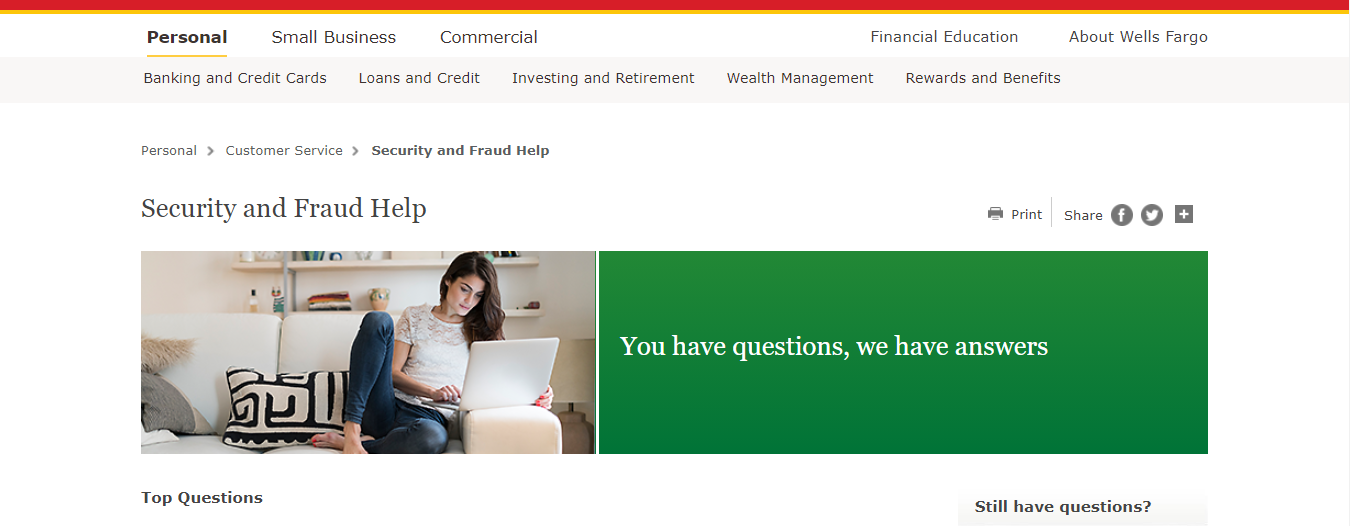 Personal Small Business Commercial Financial Education About Wells Fargo
Banking and Credit Cards Loans and Credit Investing and Retirement Wealth Management Rewards and Benefits
Personal Customer Service Security and Fraud Help
Security and Fraud Help
Print Share
You have questions, we have answers
Top Questions
Still have questions?